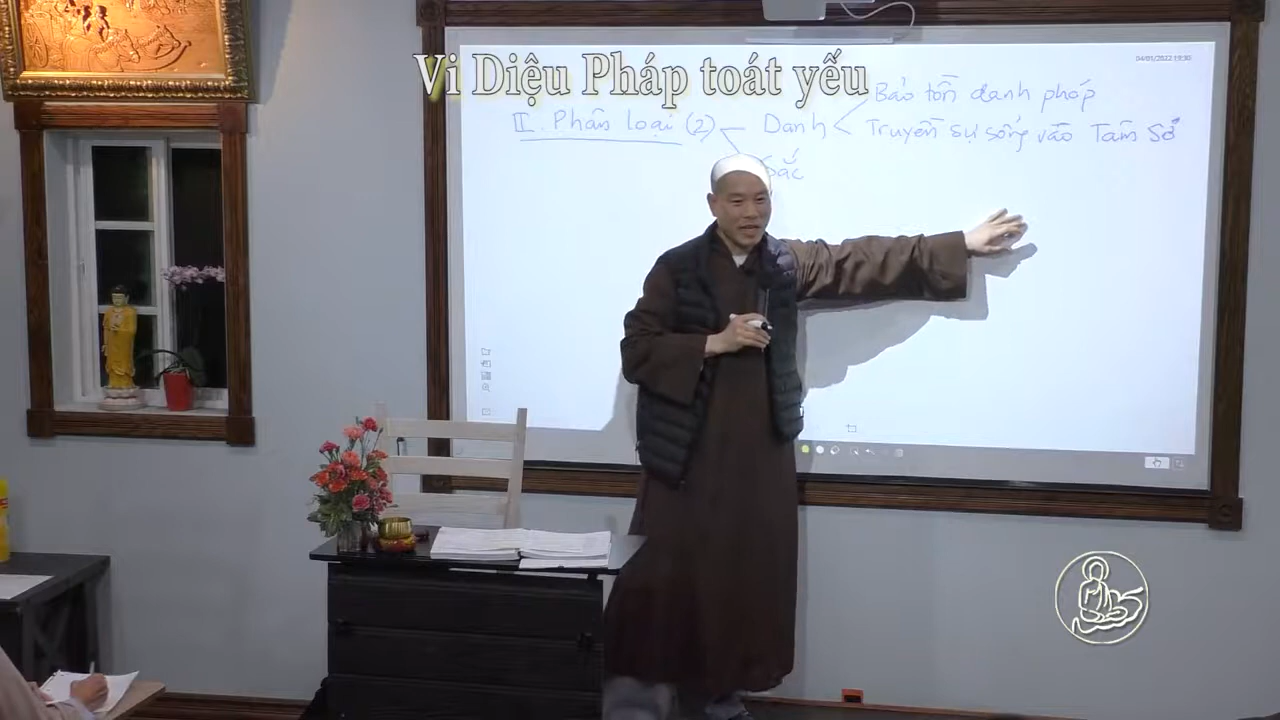 04/01/2022 19:30
Vi Diệu Pháp toát yếu
Bảo tồn danh pháp
II. Phân loại (2) Danh < Truyền sự sống vào Tâm Sở
Sắc